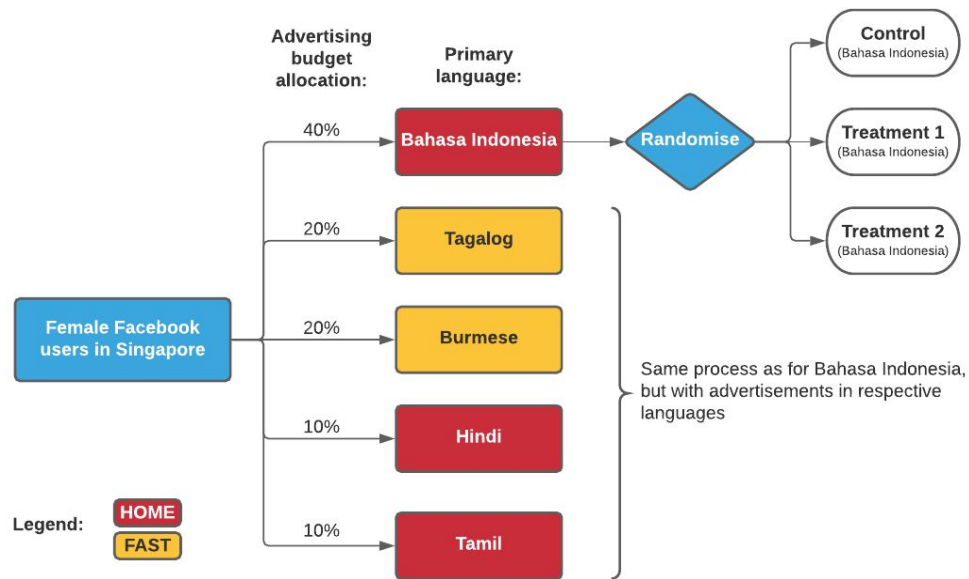 Advertising
budget
allocation:
Primary
language:
Control
(Bahasa Indonesia)
40%
Bahasa Indonesia
Randomise
Treatment 1
(Bahasa Indonesia)
Treatment 2
(Bahasa Indonesia)
20%
Tagalog
Female Facebook
users in Singapore
20%
Burmese
Same process as for Bahasa Indonesia,
but with advertisements in respective
languages
10%
Hindi
10%
Tamil
Legend:
HOME
FAST